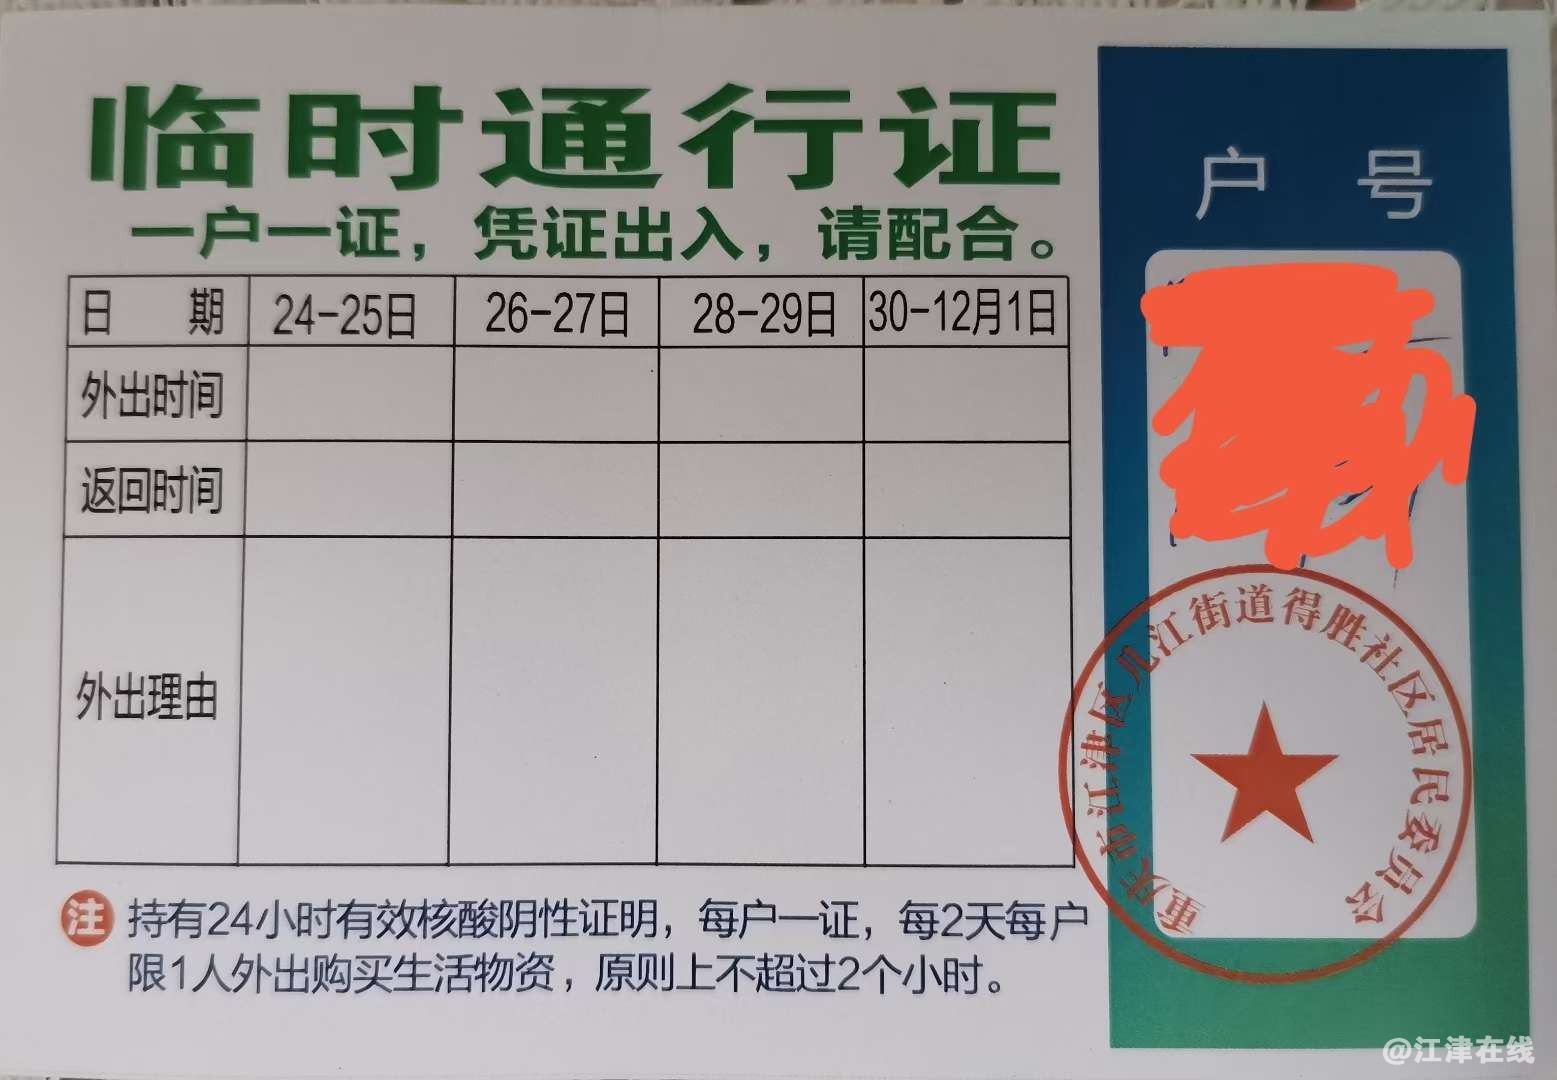 临时通行证
一户一证，凭证出入，请配合。
日 期 24-25日 26-27日 28-29日 30-12月1日
外出时间
返回时间
外出理由
注 持有24小时有效核酸阴性证明，每户一证，每2天每户
限1人外出购买生活物资，原则上不超过2个小时。
户 号
重庆市江津区几江街道得胜社区居民委员会
@江津在线